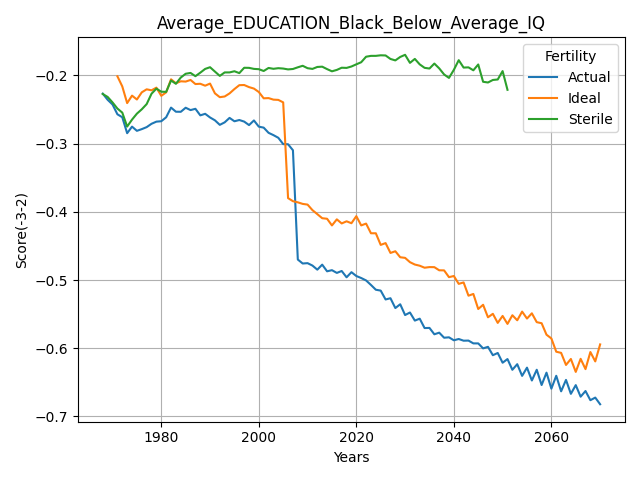 Average_EDUCATION_Black_Below_Average_IQ
Fertility
Actual
Ideal
Sterile
Score(-3-2)
−0.2
−0.3
−0.4
−0.5
−0.6
−0.7
1980
2000
2020
2040
2060
Years